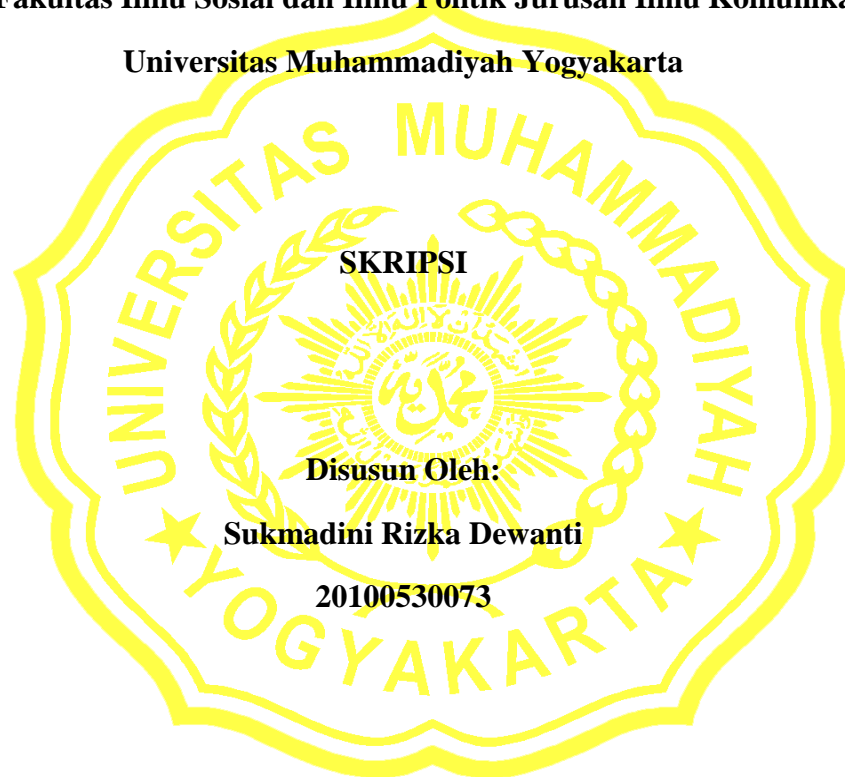 Fakultas Ilmu Sosial dan Ilmu Politik Jurusan Ilmu Komunika
Universitas Muhammadiyah Yogyakarta
UNIVERSITAS MUHAMMADIYAH
SKRIPSI
محمدية
Disusun Oleh:
Sukmadini Rizka Dewanti
20100530073
YOGYAKARTA